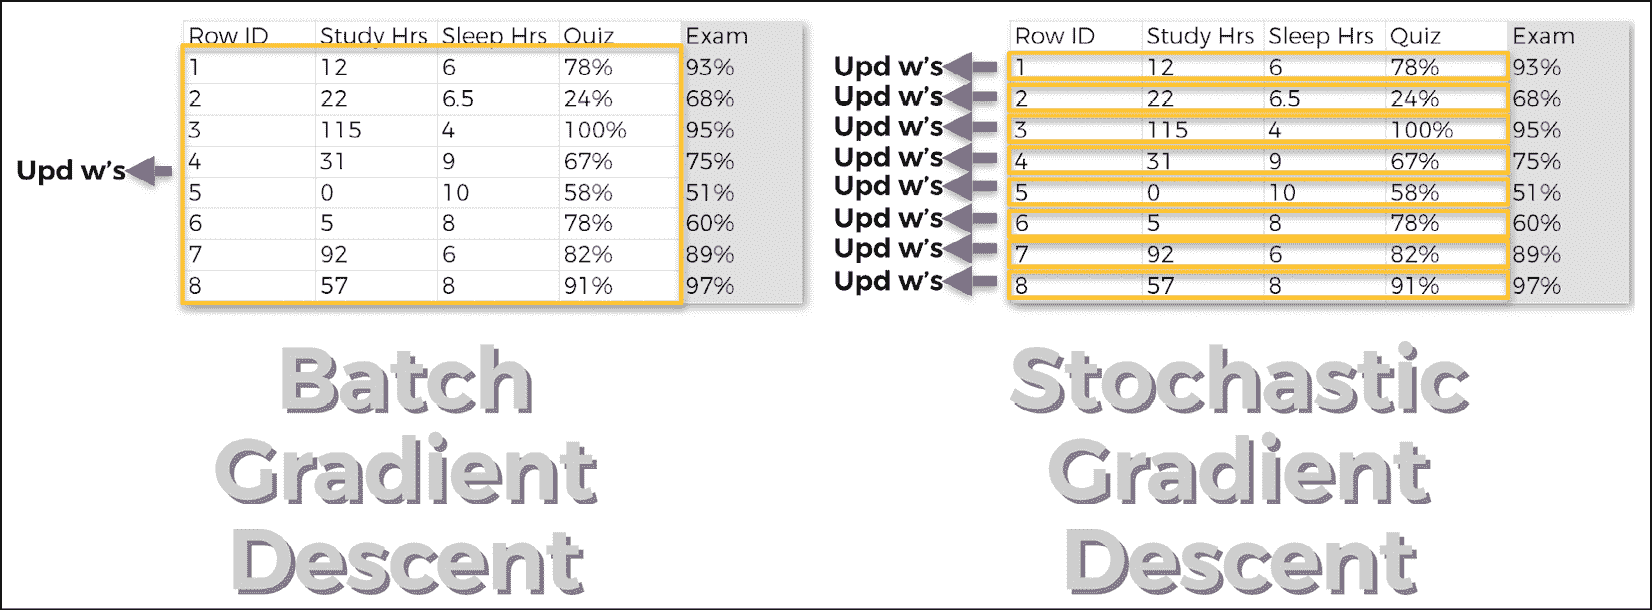 Row ID Study Hrs Sleep Hrs Quiz Exam
1 12 6 78% 93%
2 22 6.5 24% 68%
3 115 4 100% 95%
Upd w's
4 31 9 67% 75%
5 0 10 58% 51%
6 5 8 78% 60%
7 92 6 82% 89%
8 57 8 91% 97%
Batch
Gradient
Descent
Row ID Study Hrs Sleep Hrs Quiz Exam
Upd w's 1 12 6 78% 93%
Upd w's 2 22 6.5 24% 68%
Upd w's 3 115 4 100% 95%
Upd w's 4 31 9 67% 75%
Upd w's 5 0 10 58% 51%
Upd w's 6 5 8 78% 60%
Upd w's 7 92 6 82% 89%
Upd w's 8 57 8 91% 97%
Stochastic
Gradient
Descent